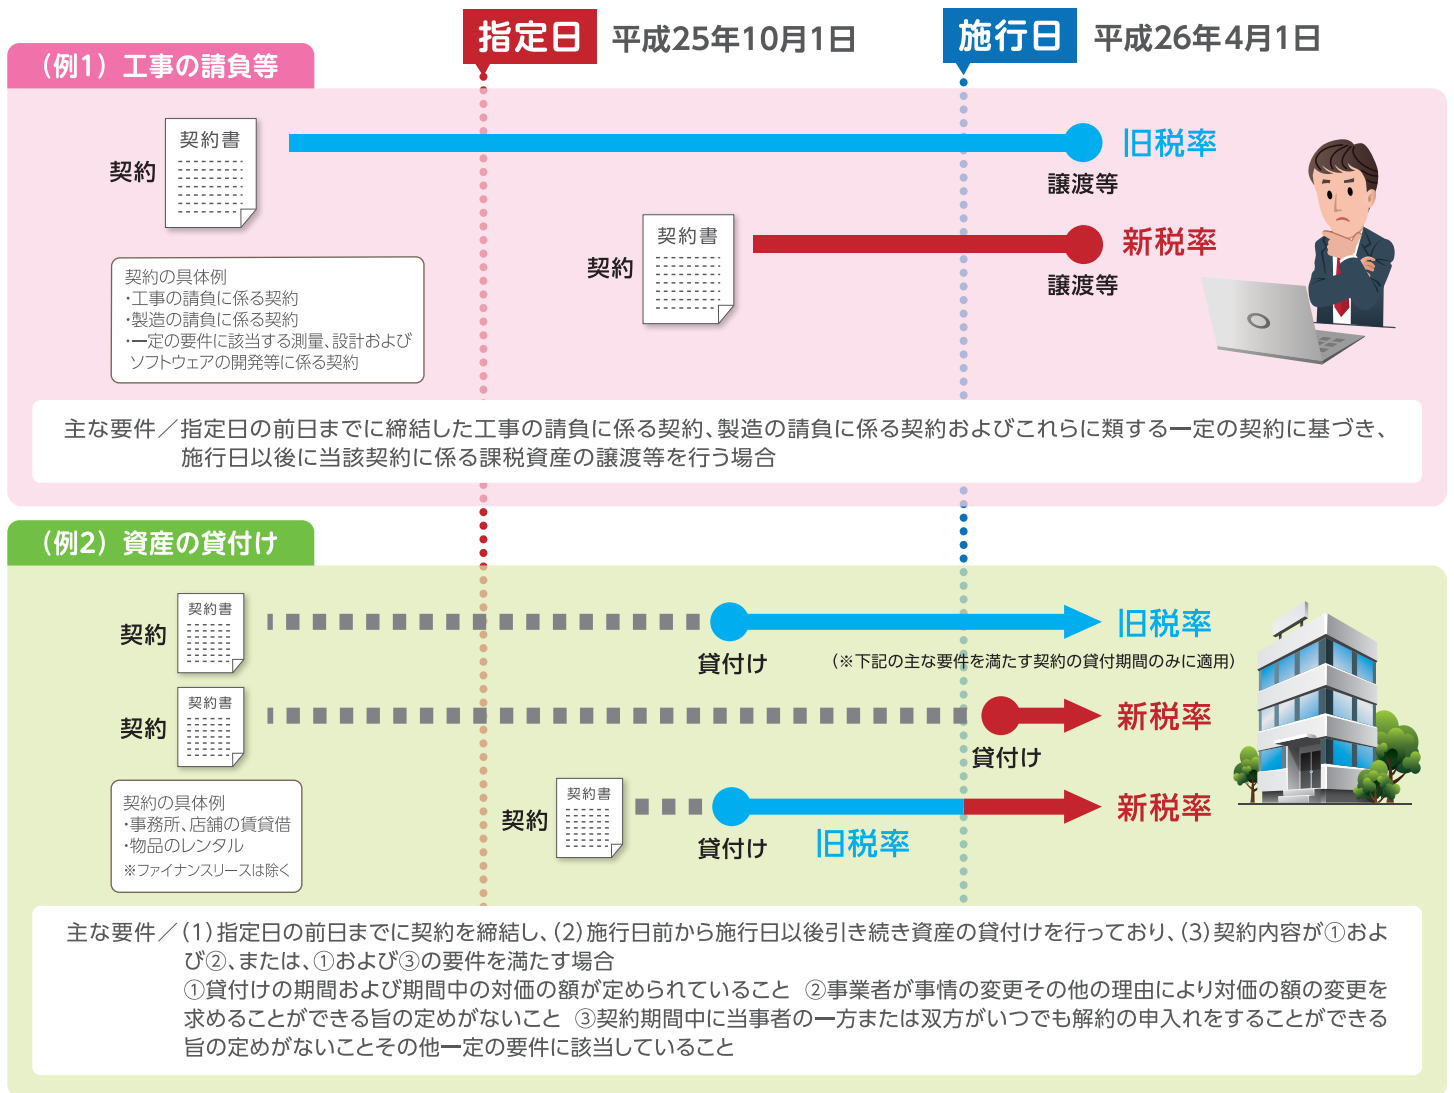 指定日 平成25年10月1日
施行日 平成26年4月1日
（例1）工事の請負等
契約書
契約
旧税率
譲渡等
契約書
契約
新税率
譲渡等
契約の具体例
・工事の請負に係る契約
・製造の請負に係る契約
・一定の要件に該当する測量、設計および
ソフトウェアの開発等に係る契約
主な要件／指定日の前日までに締結した工事の請負に係る契約、製造の請負に係る契約およびこれらに類する一定の契約に基づき、
施行日以後に当該契約に係る課税資産の譲渡等を行う場合
（例2）資産の貸付け
契約書
契約
貸付け
旧税率
（※下記の主な要件を満たす契約の貸付期間のみに適用）
契約書
契約
貸付け
新税率
契約書
契約
貸付け
旧税率
新税率
契約の具体例
・事務所、店舗の賃貸借
・物品のレンタル
※ファイナンスリースは除く
主な要件／（1）指定日の前日までに契約を締結し、（2）施行日前から施行日以後引き続き資産の貸付けを行っており、（3）契約内容が①およ
び②、または、①および③の要件を満たす場合
①貸付けの期間および期間中の対価の額が定められていること ②事業者が事情の変更その他の理由により対価の額の変更を
求めることができる旨の定めがないこと ③契約期間中に当事者の一方または双方がいつでも解約の申入れをすることができる
旨の定めがないことその他一定の要件に該当していること